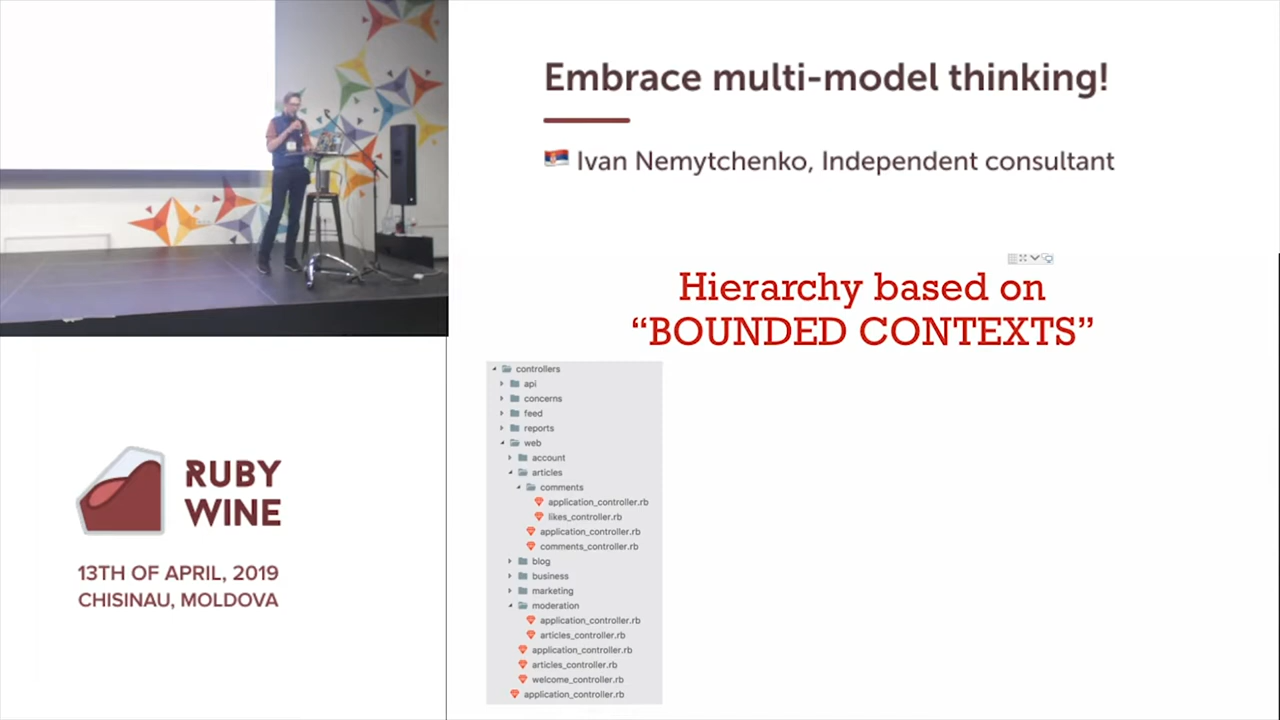 Embrace multi-model thinking!
🇷🇸 Ivan Nemytchenko, Independent consultant
Hierarchy based on
“BOUNDED CONTEXTS”
controllers
api
concerns
feed
reports
web
account
articles
comments
application_controller.rb
likes_controller.rb
application_controller.rb
comments_controller.rb
blog
business
marketing
moderation
application_controller.rb
articles_controller.rb
application_controller.rb
articles_controller.rb
welcome_controller.rb
application_controller.rb
RUBY
WINE
13TH OF APRIL, 2019
CHISINAU, MOLDOVA